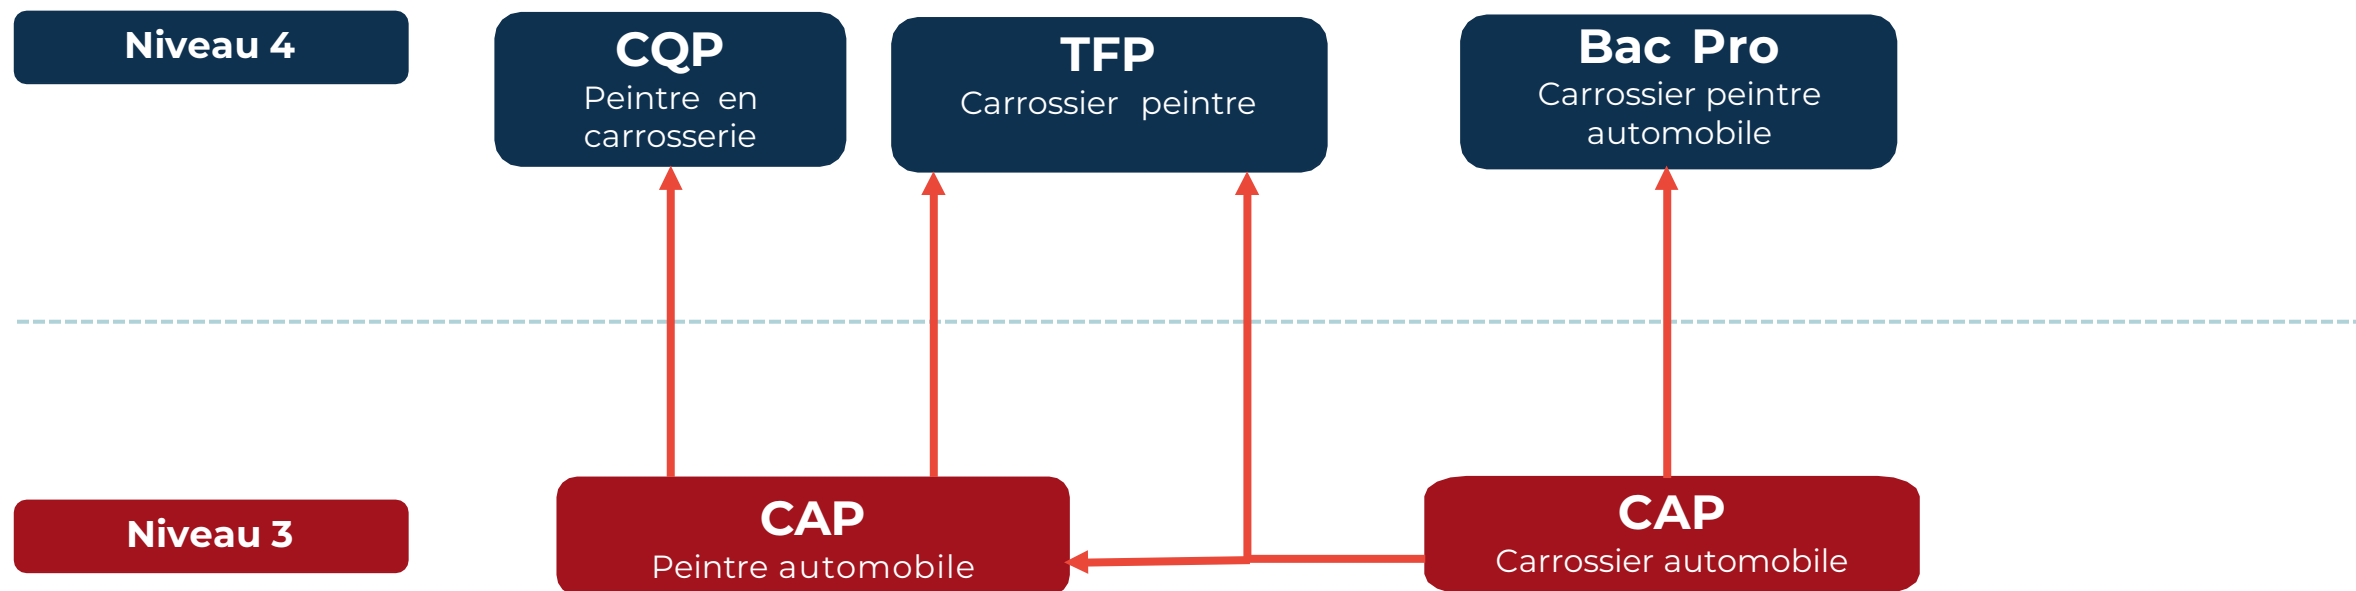 Niveau 4
CQP
Peintre en
carrosserie
TFP
Carrossier peintre
Bac Pro
Carrossier peintre
automobile
Niveau 3
CAP
Peintre automobile
CAP
Carrossier automobile